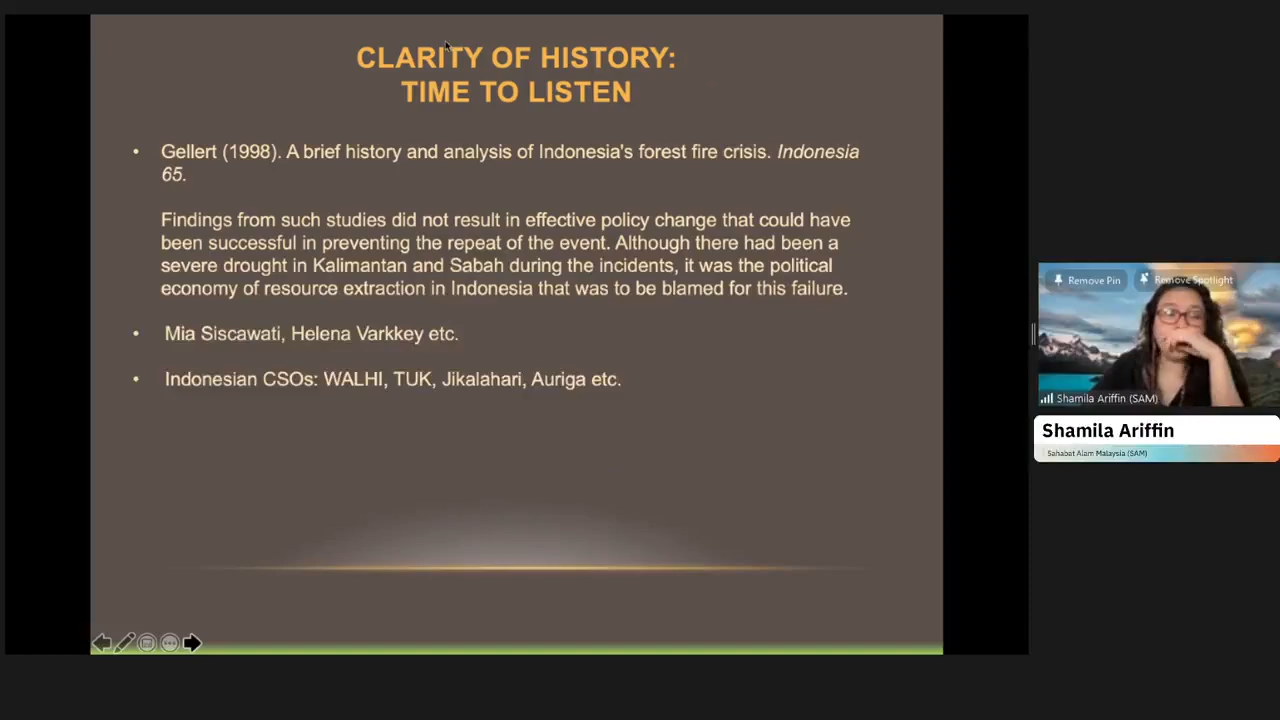 CLARITY OF HISTORY:
TIME TO LISTEN
• Gellert (1998). A brief history and analysis of Indonesia's forest fire crisis. Indonesia
65.
Findings from such studies did not result in effective policy change that could have
been successful in preventing the repeat of the event. Although there had been a
severe drought in Kalimantan and Sabah during the incidents, it was the political
economy of resource extraction in Indonesia that was to be blamed for this failure.
• Mia Siscawati, Helena Varkkey etc.
• Indonesian CSOs: WALHI, TUK, Jikalahari, Auriga etc.
Remove Pin
Remove Spotlight
Shamila Ariffin (SAM)
Shamila Ariffin
Sahabat Alam Malaysia (SAM)